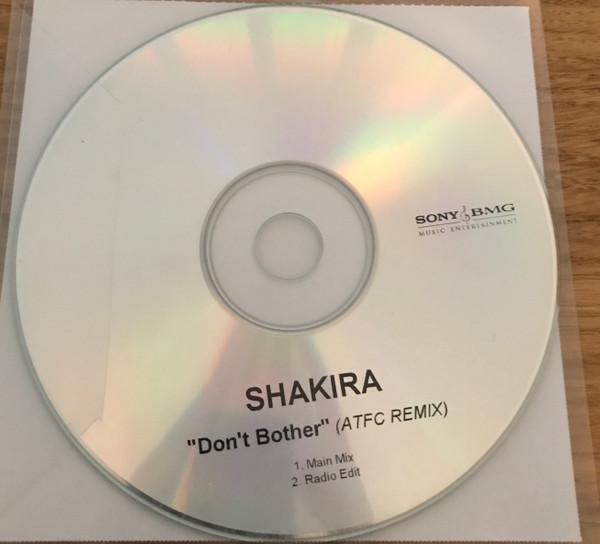 SONY BMG
MUSIC ENTERTAINMENT
SHAKIRA
"Don't Bother" (ATFC REMIX)
1. Main Mix
2. Radio Edit